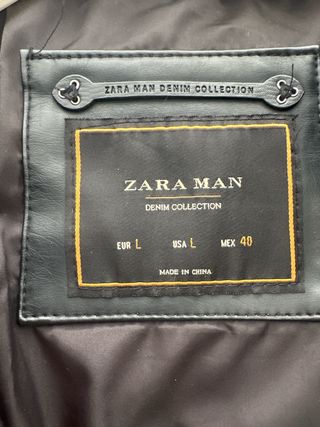 ZARA MAN DENIM COLLECTION
ZARA MAN
DENIM COLLECTION
EUR L USA L MEX 40
MADE IN CHINA